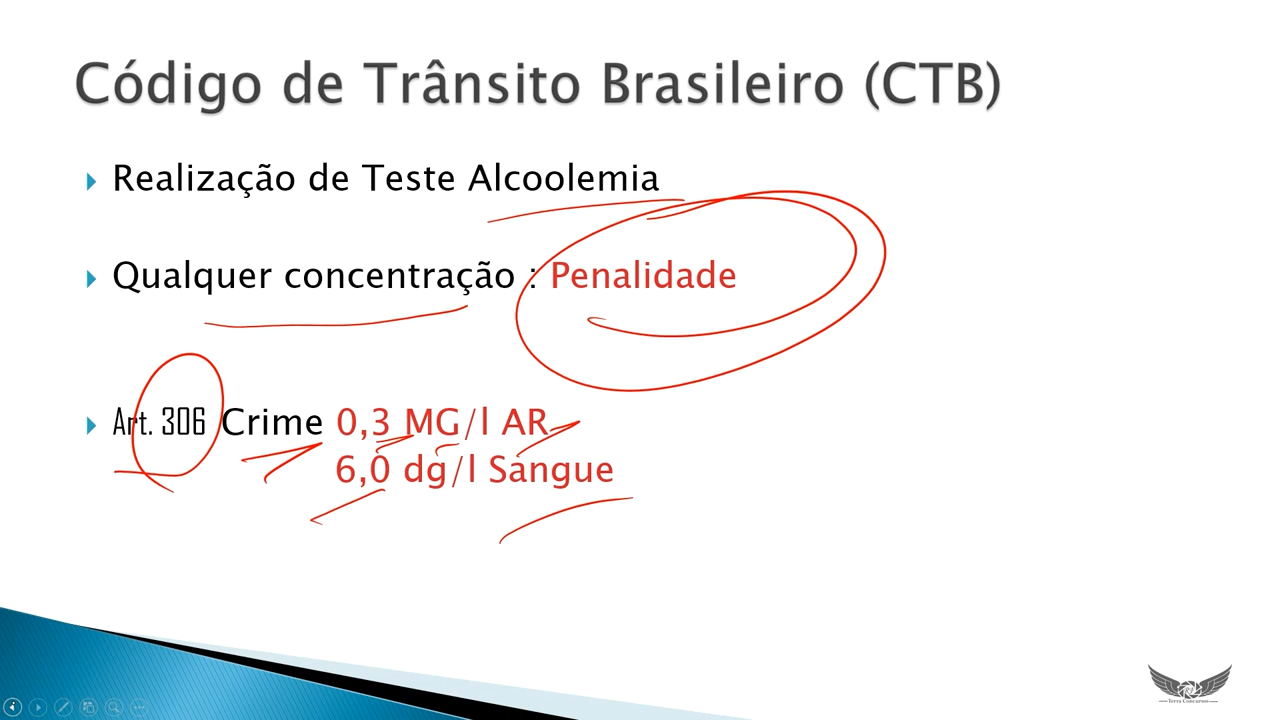 Código de Trânsito Brasileiro (CTB)
Realização de Teste Alcoolemia
Qualquer concentração : Penalidade
Art. 306 Crime 0,3 MG/l AR
6,0 dg/l Sangue
Terra Concursos